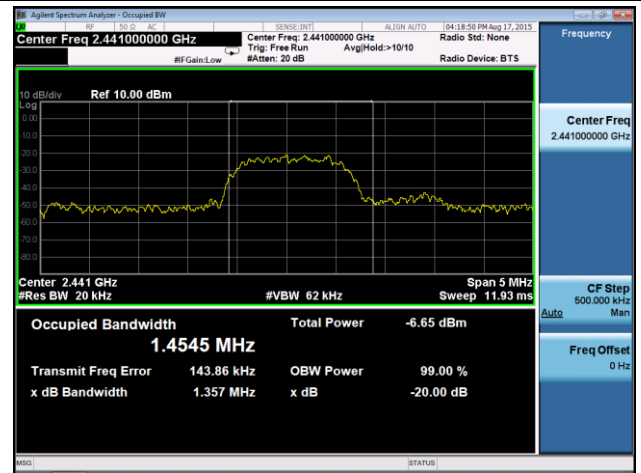 Agilent Spectrum Analyzer - Occupied BW
RF 50 Ω AC SENSE:INT ALIGN AUTO 04:18:50 PM Aug 17, 2015
Center Freq 2.441000000 GHz Center Freq: 2.441000000 GHz Radio Std: None
Trig: Free Run Avg|Hold:>10/10
#IFGain:Low #Atten: 20 dB Radio Device: BTS
Frequency
10 dB/div Ref 10.00 dBm
Log
0.00
-10.0
-20.0
-30.0
-40.0
-50.0
-60.0
-70.0
-80.0
Center 2.441 GHz Span 5 MHz
#Res BW 20 kHz #VBW 62 kHz Sweep 11.93 ms
Occupied Bandwidth Total Power -6.65 dBm
1.4545 MHz
Transmit Freq Error 143.86 kHz OBW Power 99.00 %
x dB Bandwidth 1.357 MHz x dB -20.00 dB
Center Freq
2.441000000 GHz
CF Step
500.000 kHz
Auto Man
Freq Offset
0 Hz
MSG STATUS